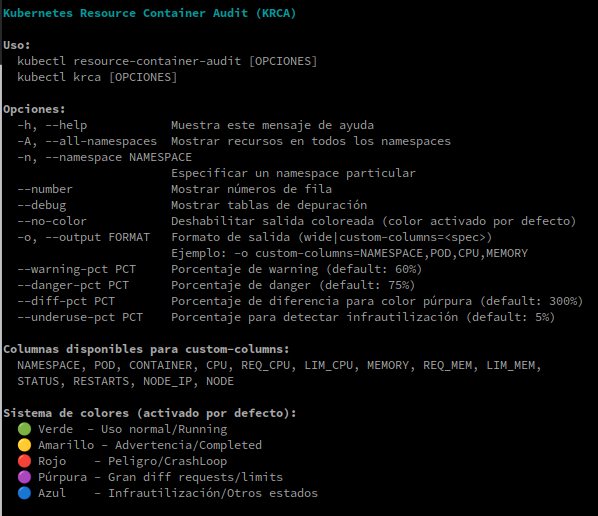 Kubernetes Resource Container Audit (KRCA)
Uso:
kubectl resource-container-audit [OPCIONES]
kubectl krca [OPCIONES]
Opciones:
-h, --help Muestra este mensaje de ayuda
-A, --all-namespaces Mostrar recursos en todos los namespaces
-n, --namespace NAMESPACE
Especificar un namespace particular
--number Mostrar números de fila
--debug Mostrar tablas de depuración
--no-color Deshabilitar salida coloreada (color activado por defecto)
-o, --output FORMAT Formato de salida (wide|custom-columns=<spec>)
Ejemplo: -o custom-columns=NAMESPACE,POD,CPU,MEMORY
--warning-pct PCT Porcentaje de warning (default: 60%)
--danger-pct PCT Porcentaje de danger (default: 75%)
--diff-pct PCT Porcentaje de diferencia para color púrpura (default: 300%)
--underuse-pct PCT Porcentaje para detectar infrautilización (default: 5%)
Columnas disponibles para custom-columns:
NAMESPACE, POD, CONTAINER, CPU, REQ_CPU, LIM_CPU, MEMORY, REQ_MEM, LIM_MEM,
STATUS, RESTARTS, NODE_IP, NODE
Sistema de colores (activado por defecto):
🟢 Verde - Uso normal/Running
🟡 Amarillo - Advertencia/Completed
🔴 Rojo - Peligro/CrashLoop
🟣 Púrpura - Gran diff requests/limits
🔵 Azul - Infrautilización/Otros estados